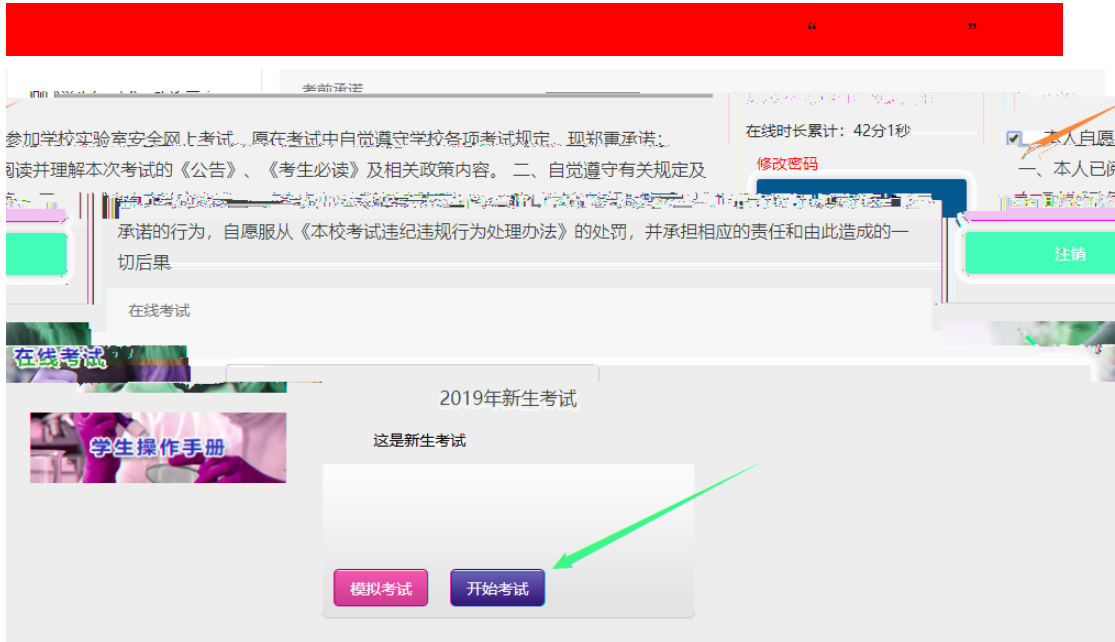 “ ”
考前承诺
参加学校实验室安全网上考试，愿在考试中自觉遵守学校各项考试规定。现郑重承诺：
阅读并理解本次考试的《公告》、《考生必读》及相关政策内容。 二、自觉遵守有关规定及
在线时长累计：42分1秒
修改密码
本人自愿
一、本人已阅
承诺的行为，自愿服从《本校考试违纪违规行为处理办法》的处罚，并承担相应的责任和由此造成的一
切后果
注销
在线考试
在线考试
2019年新生考试
这是新生考试
学生操作手册
模拟考试
开始考试